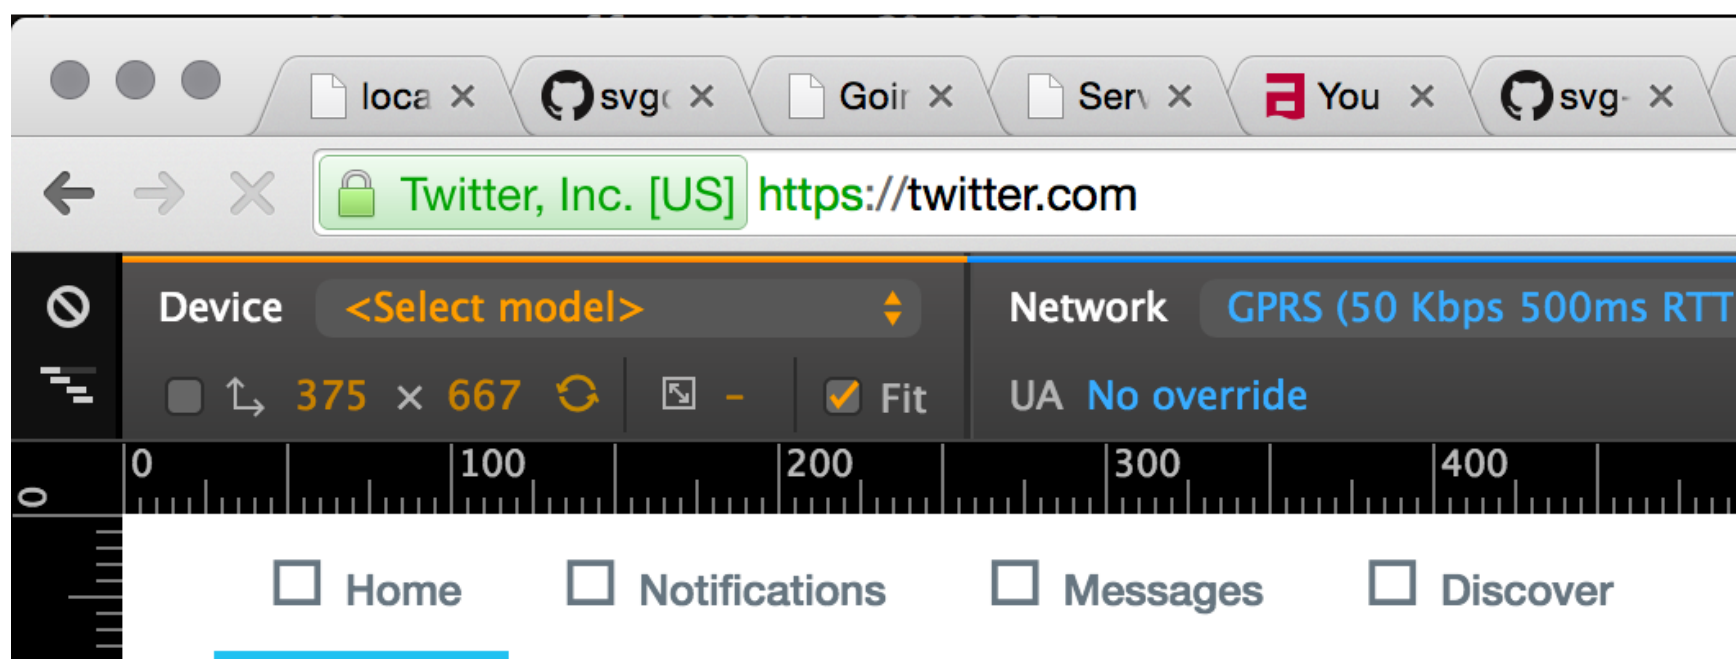 loca svg Goir Serv You svg-
Twitter, Inc. [US] https://twitter.com
Device <Select model> Network GPRS (50 Kbps 500ms RTT
375 × 667 – Fit UA No override
0 100 200 300 400
0
Home Notifications Messages Discover